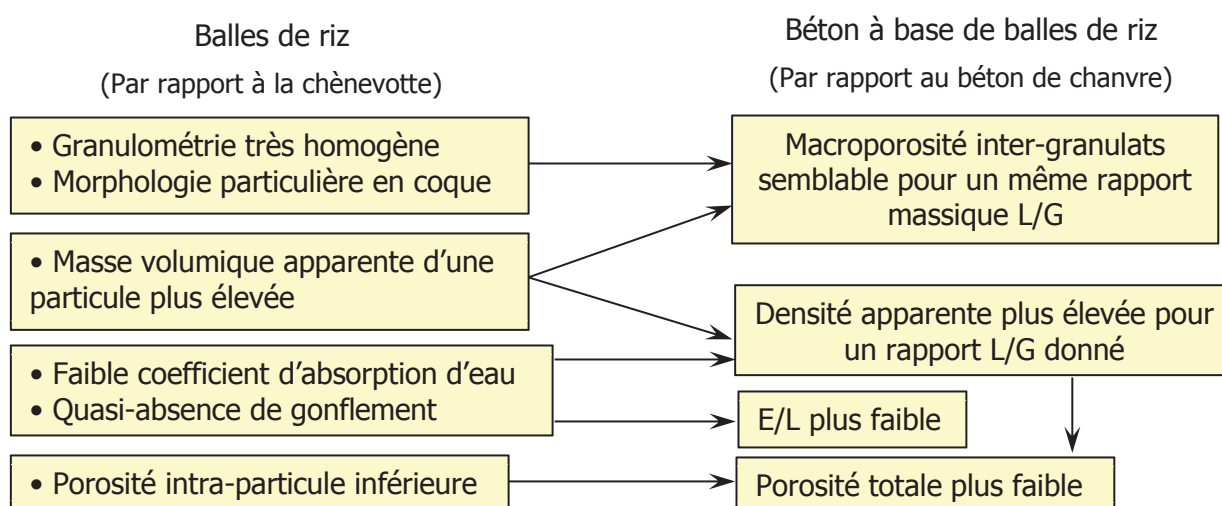 Balles de riz
(Par rapport à la chènevotte)
• Granulométrie très homogène
• Morphologie particulière en coque
• Masse volumique apparente d’une
particule plus élevée
• Faible coefficient d’absorption d’eau
• Quasi-absence de gonflement
• Porosité intra-particule inférieure
Béton à base de balles de riz
(Par rapport au béton de chanvre)
Macroporosité inter-granulats
semblable pour un même rapport
massique L/G
Densité apparente plus élevée pour
un rapport L/G donné
E/L plus faible
Porosité totale plus faible